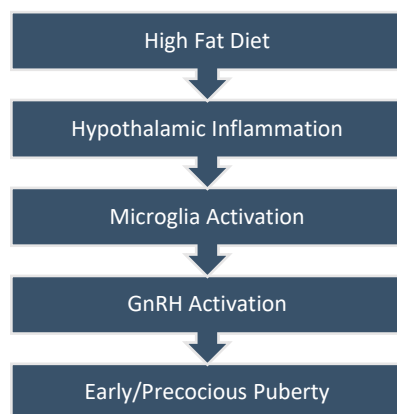 High Fat Diet
Hypothalamic Inflammation
Microglia Activation
GnRH Activation
Early/Precocious Puberty